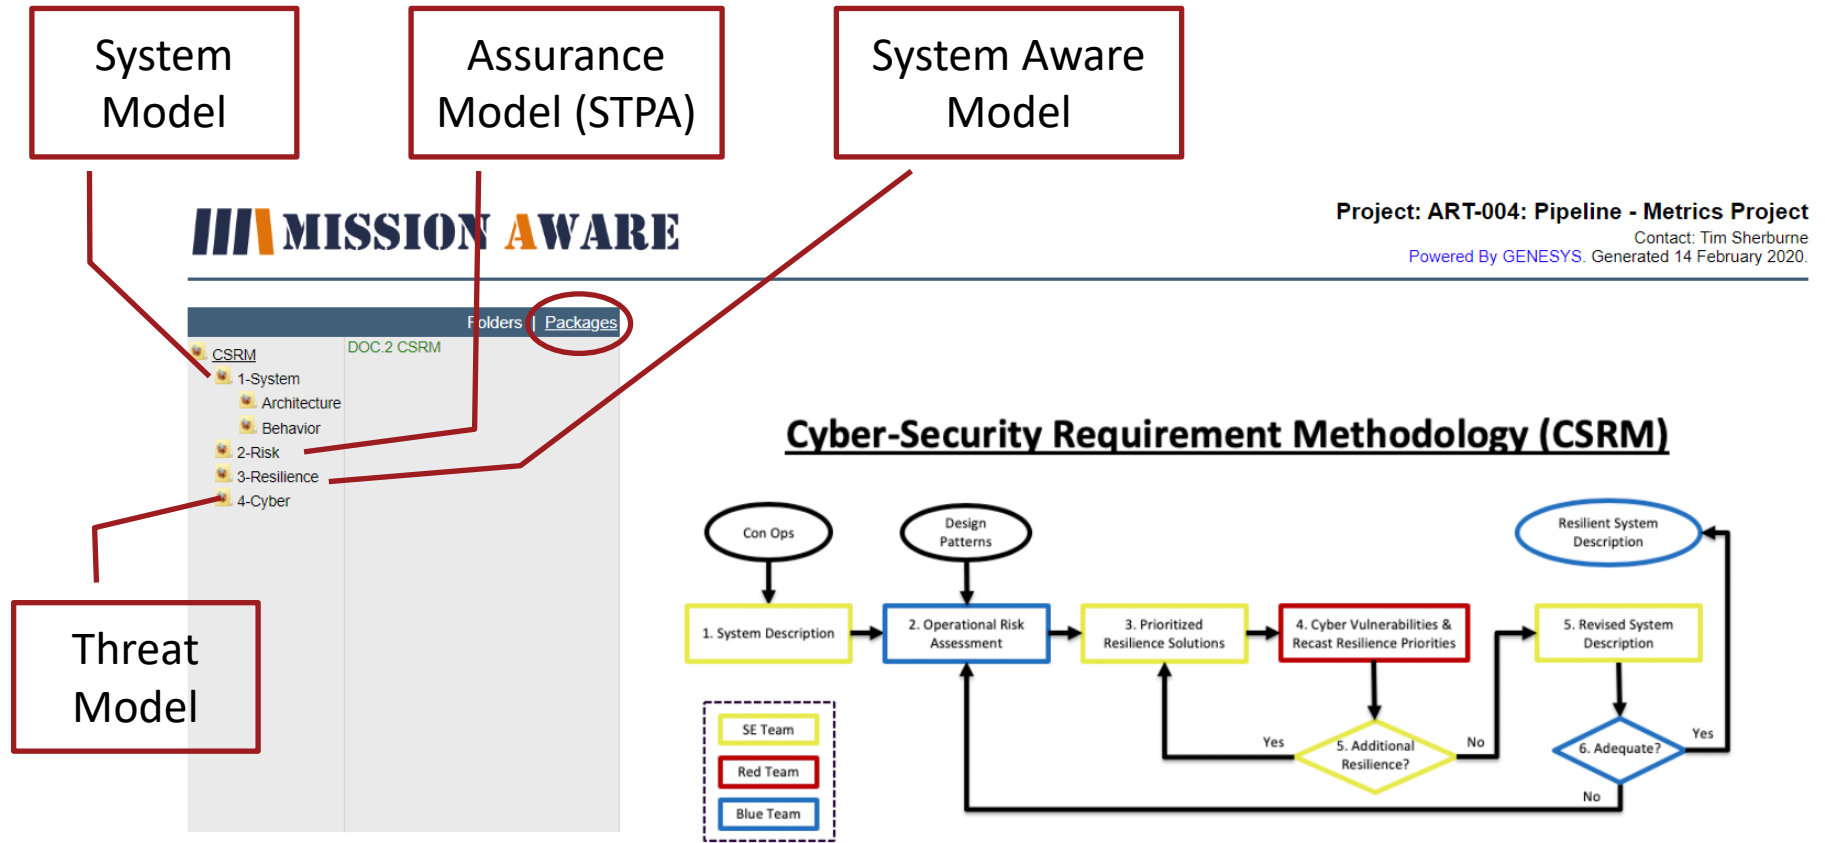 System
Model
Assurance
Model (STPA)
System Aware
Model
MISSION AWARE
Project: ART-004: Pipeline - Metrics Project
Contact: Tim Sherburne
Powered By GENESYS. Generated 14 February 2020.
Folders | Packages
CSRM
1-System
Architecture
Behavior
2-Risk
3-Resilience
4-Cyber
DOC.2 CSRM
Threat
Model
Cyber-Security Requirement Methodology (CSRM)
Con Ops
Design
Patterns
Resilient System
Description
1. System Description
2. Operational Risk
Assessment
3. Prioritized
Resilience Solutions
4. Cyber Vulnerabilities &
Recast Resilience Priorities
5. Revised System
Description
Yes
5. Additional
Resilience?
No
6. Adequate?
Yes
No
SE Team
Red Team
Blue Team